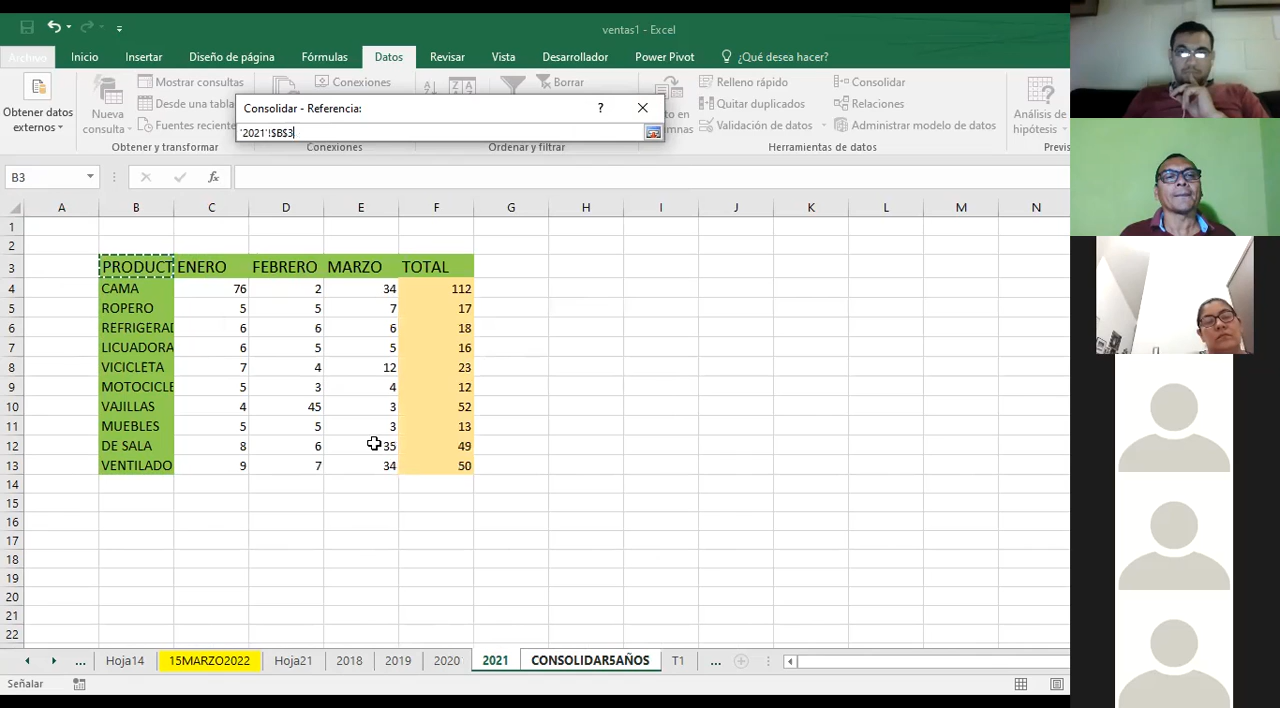 ventas1 - Excel
Archivo Inicio Insertar Diseño de página Fórmulas Datos Revisar Vista Desarrollador Power Pivot ¿Qué desea hacer?
Obtener datos externos
Nueva consulta
Mostrar consultas
Desde una tabla
Fuentes recientes
Obtener y transformar
Conexiones
Conexiones
Borrar
Ordenar y filtrar
Relleno rápido
Quitar duplicados
Validación de datos
Consolidar
Relaciones
Administrar modelo de datos
Herramientas de datos
Análisis de hipótesis
Previs
Consolidar - Referencia: ?
'2021'!$B$3
B3 fx
A B C D E F G H I J K L M N
1
2
3 PRODUCT ENERO FEBRERO MARZO TOTAL
4 CAMA 76 2 34 112
5 ROPERO 5 5 7 17
6 REFRIGERAD 6 6 6 18
7 LICUADORA 6 5 5 16
8 VICICLETA 7 4 12 23
9 MOTOCICLE 5 3 4 12
10 VAJILLAS 4 45 3 52
11 MUEBLES 5 5 3 13
12 DE SALA 8 6 35 49
13 VENTILADO 9 7 34 50
14
15
16
17
18
19
20
21
22
... Hoja14 15MARZO2022 Hoja21 2018 2019 2020 2021 CONSOLIDAR5AÑOS T1 ...
Señalar